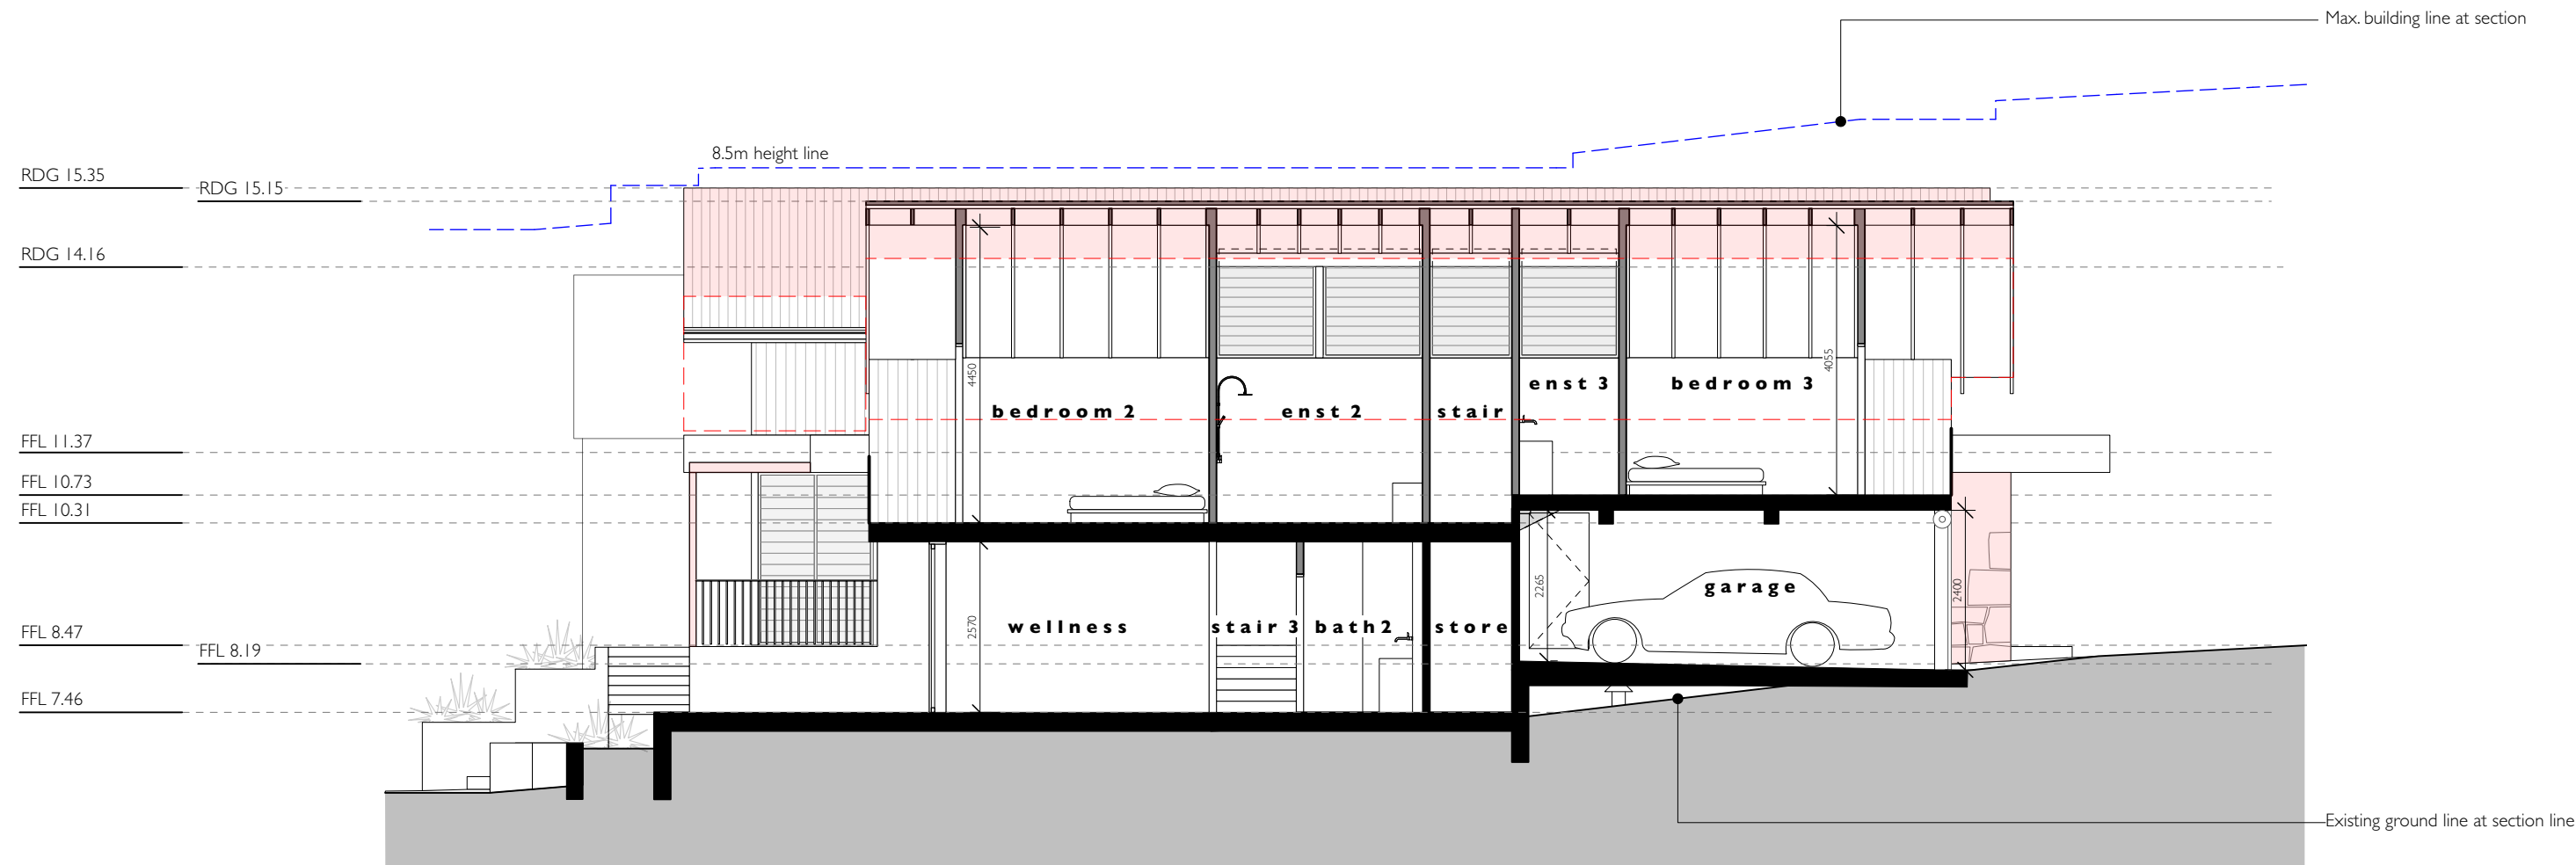 Max. building line at section
8.5m height line
RDG 15.35
RDG 15.15
RDG 14.16
4450
4055
enst 3
bedroom 3
bedroom 2
enst 2
stair
FFL 11.37
FFL 10.73
FFL 10.31
2265
garage
2400
2570
wellness
stair 3
bath2
store
FFL 8.47
FFL 8.19
FFL 7.46
Existing ground line at section line